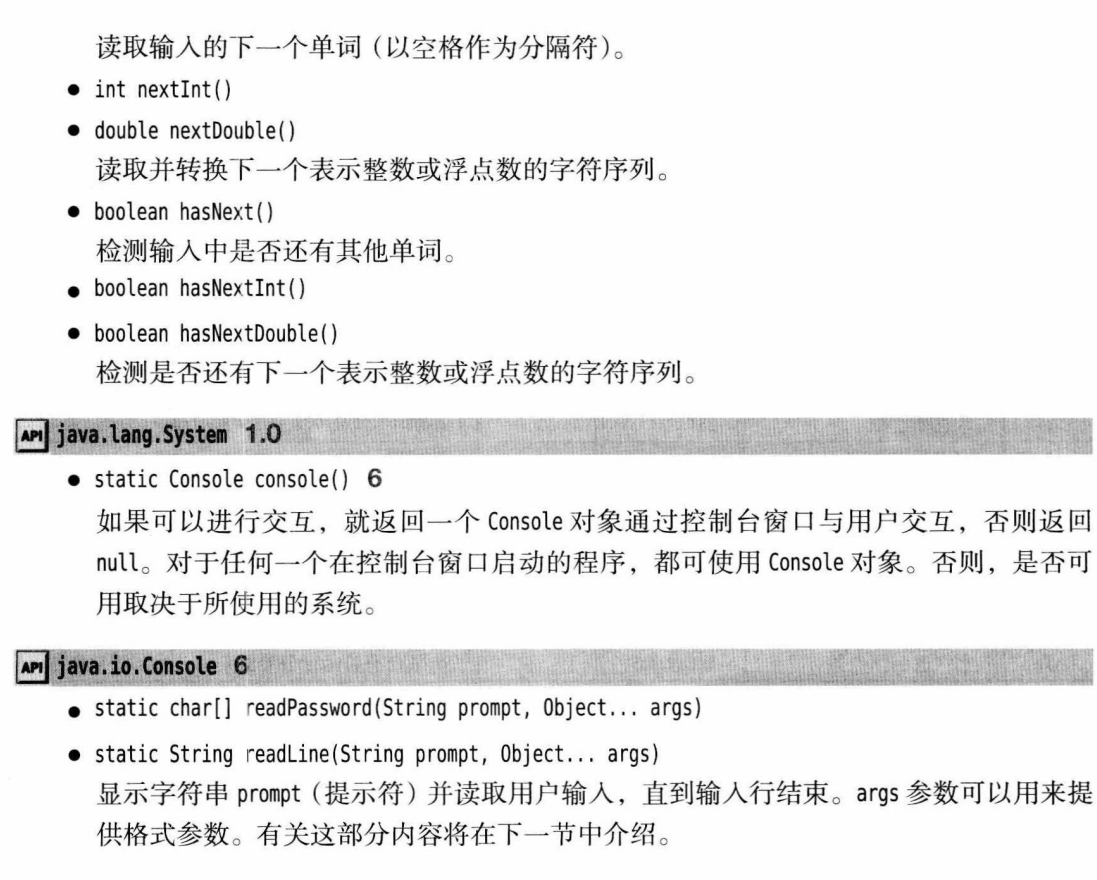 读取输入的下一个单词（以空格作为分隔符）。
● int nextInt()
● double nextDouble()
读取并转换下一个表示整数或浮点数的字符序列。
● boolean hasNext()
检测输入中是否还有其他单词。
● boolean hasNextInt()
● boolean hasNextDouble()
检测是否还有下一个表示整数或浮点数的字符序列。
API java.lang.System 1.0
● static Console console() 6
如果可以进行交互，就返回一个 Console 对象通过控制台窗口与用户交互，否则返回
null。对于任何一个在控制台窗口启动的程序，都可使用 Console 对象。否则，是否可
用取决于所使用的系统。
API java.io.Console 6
● static char[] readPassword(String prompt, Object... args)
● static String readLine(String prompt, Object... args)
显示字符串 prompt（提示符）并读取用户输入，直到输入行结束。args 参数可以用来提
供格式参数。有关这部分内容将在下一节中介绍。